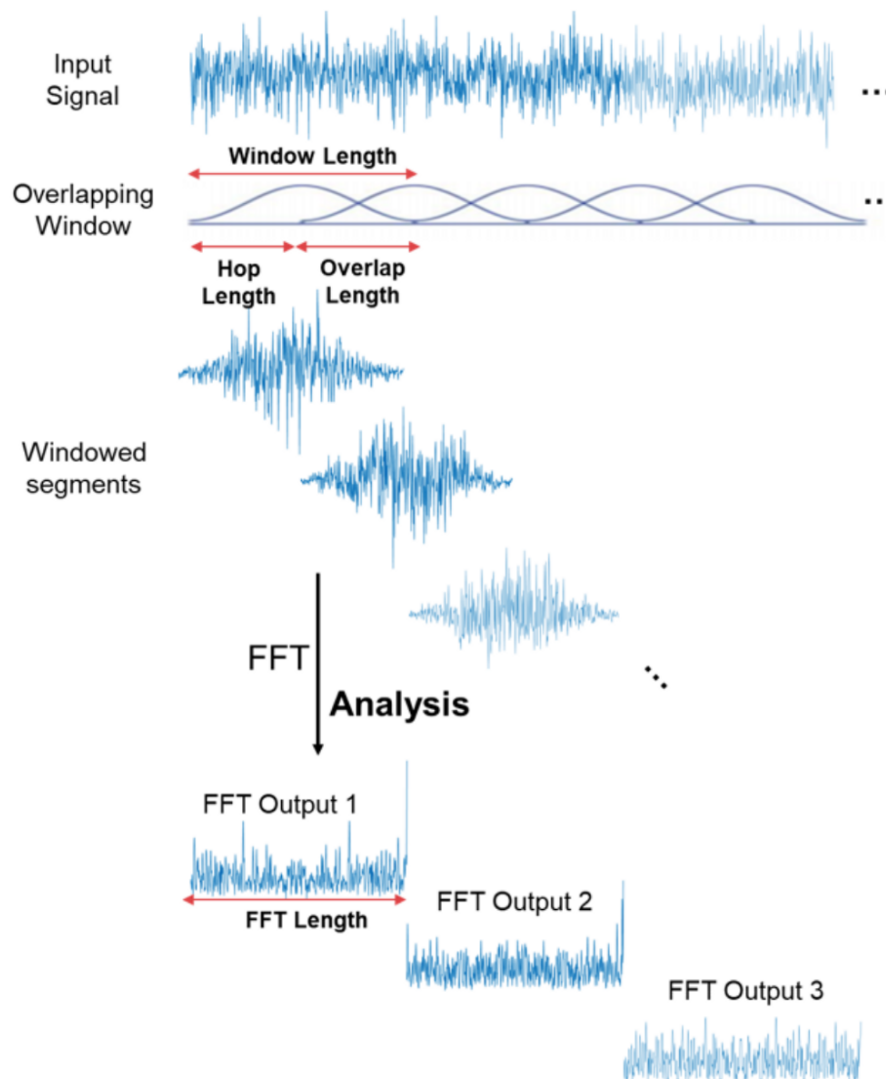 Input
Signal
...
Window Length
Overlapping
Window
...
Hop
Length
Overlap
Length
Windowed
segments
...
FFT
Analysis
FFT Output 1
FFT Length
FFT Output 2
FFT Output 3